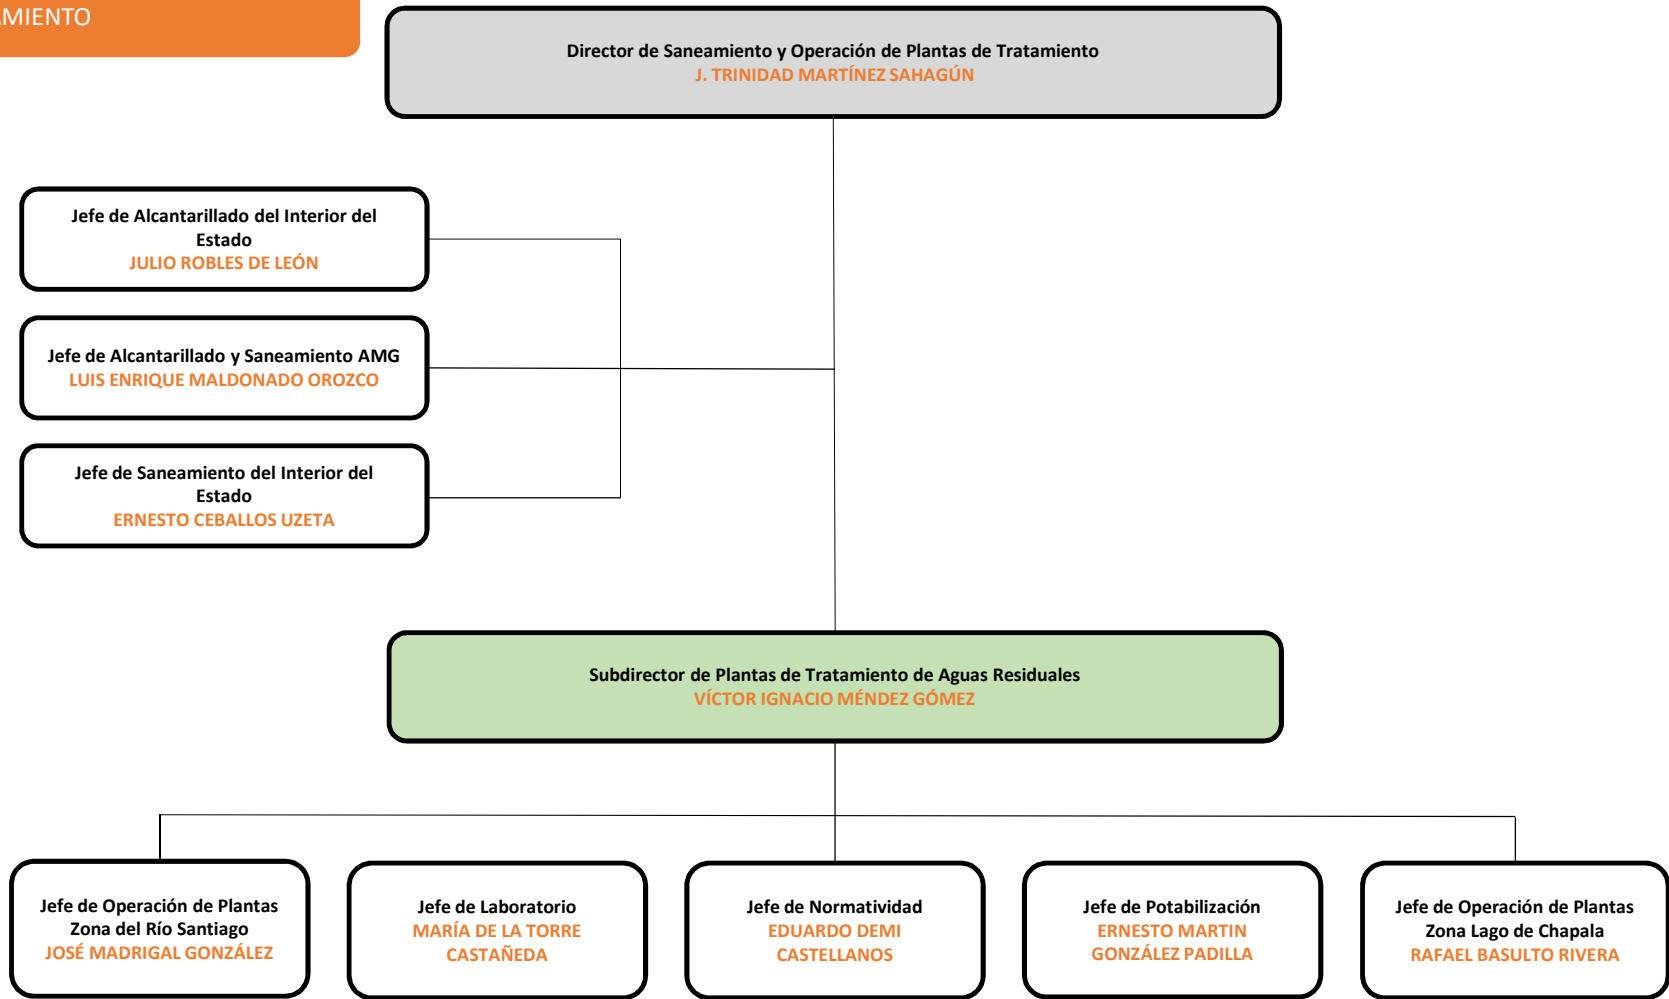 AMIENTO
Director de Saneamiento y Operación de Plantas de Tratamiento
J. TRINIDAD MARTÍNEZ SAHAGÚN
Jefe de Alcantarillado del Interior del
Estado
JULIO ROBLES DE LEÓN
Jefe de Alcantarillado y Saneamiento AMG
LUIS ENRIQUE MALDONADO OROZCO
Jefe de Saneamiento del Interior del
Estado
ERNESTO CEBALLOS UZETA
Subdirector de Plantas de Tratamiento de Aguas Residuales
VÍCTOR IGNACIO MÉNDEZ GÓMEZ
Jefe de Operación de Plantas
Zona del Río Santiago
JOSÉ MADRIGAL GONZÁLEZ
Jefe de Laboratorio
MARÍA DE LA TORRE
CASTAÑEDA
Jefe de Normatividad
EDUARDO DEMI
CASTELLANOS
Jefe de Potabilización
ERNESTO MARTIN
GONZÁLEZ PADILLA
Jefe de Operación de Plantas
Zona Lago de Chapala
RAFAEL BASULTO RIVERA